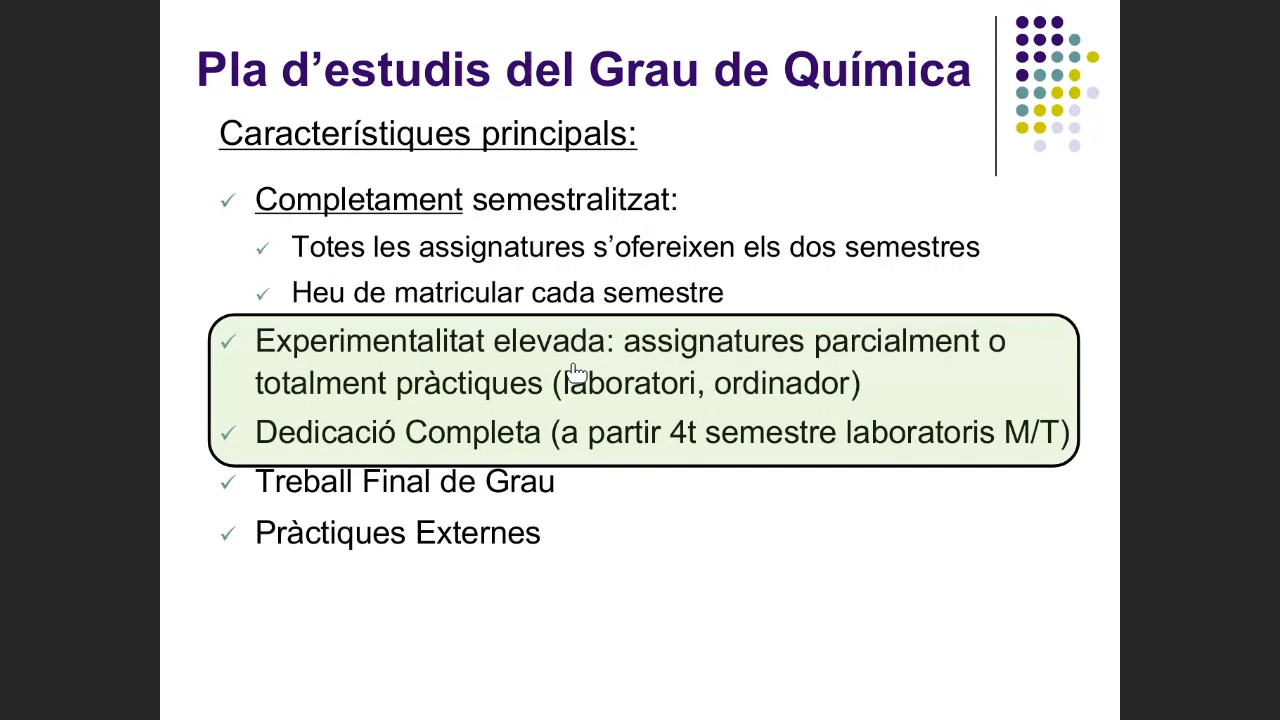 Pla d’estudis del Grau de Química
Característiques principals:
Completament semestralitzat:
Totes les assignatures s’ofereixen els dos semestres
Heu de matricular cada semestre
Experimentalitat elevada: assignatures parcialment o
totalment pràctiques (laboratori, ordinador)
Dedicació Completa (a partir 4t semestre laboratoris M/T)
Treball Final de Grau
Pràctiques Externes